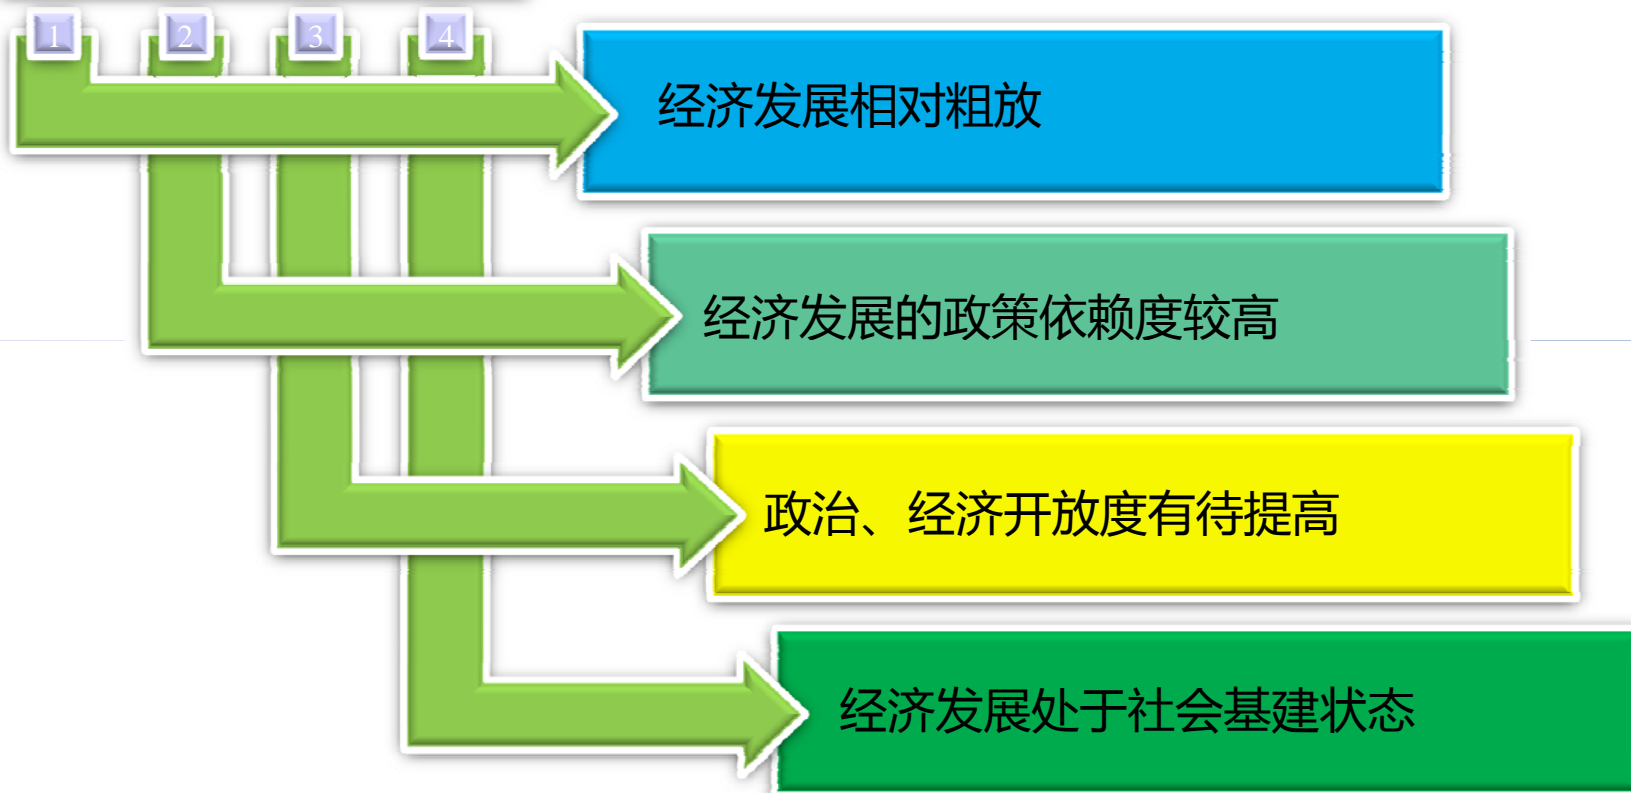 1 2 3 4
经济发展相对粗放
经济发展的政策依赖度较高
政治、经济开放度有待提高
经济发展处于社会基建状态